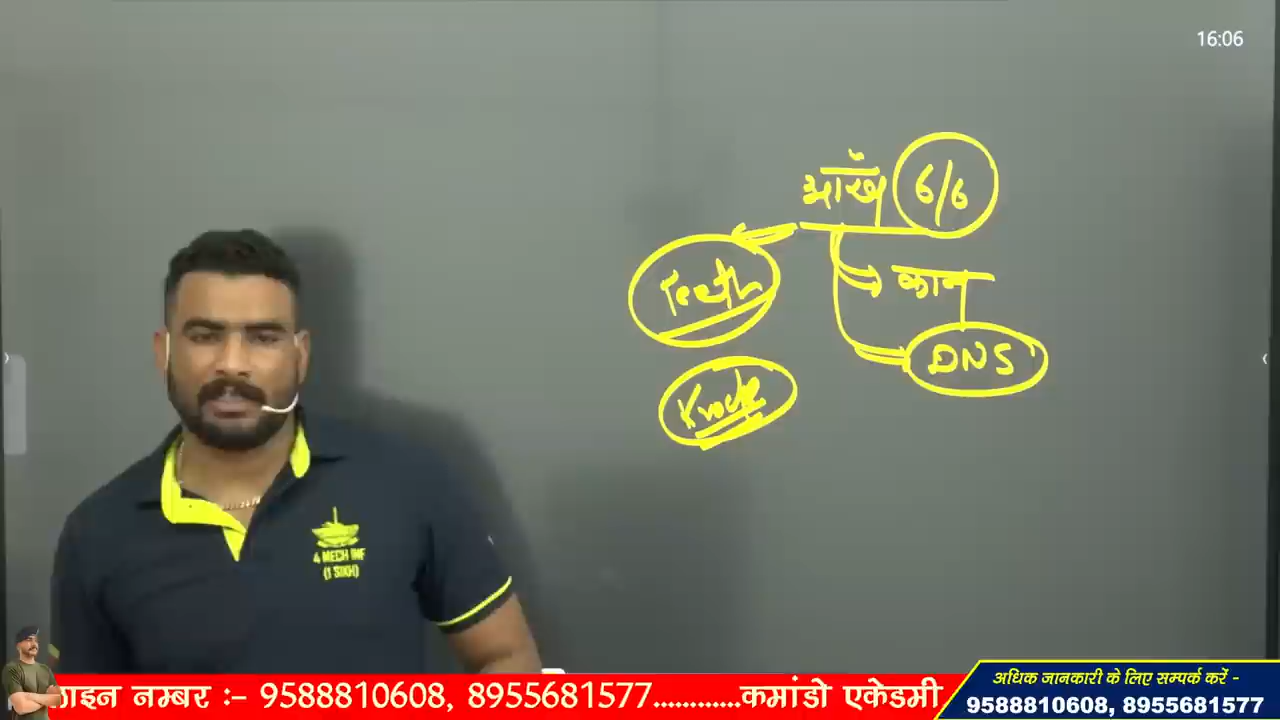 16:06
आँख 6/6
Teeth
कान
DNS
4 MECH INF
(1 SIKH)
लाइन नम्बर :- 9588810608, 8955681577............कमांडो एकेडमी
अधिक जानकारी के लिए सम्पर्क करें -
9588810608, 8955681577